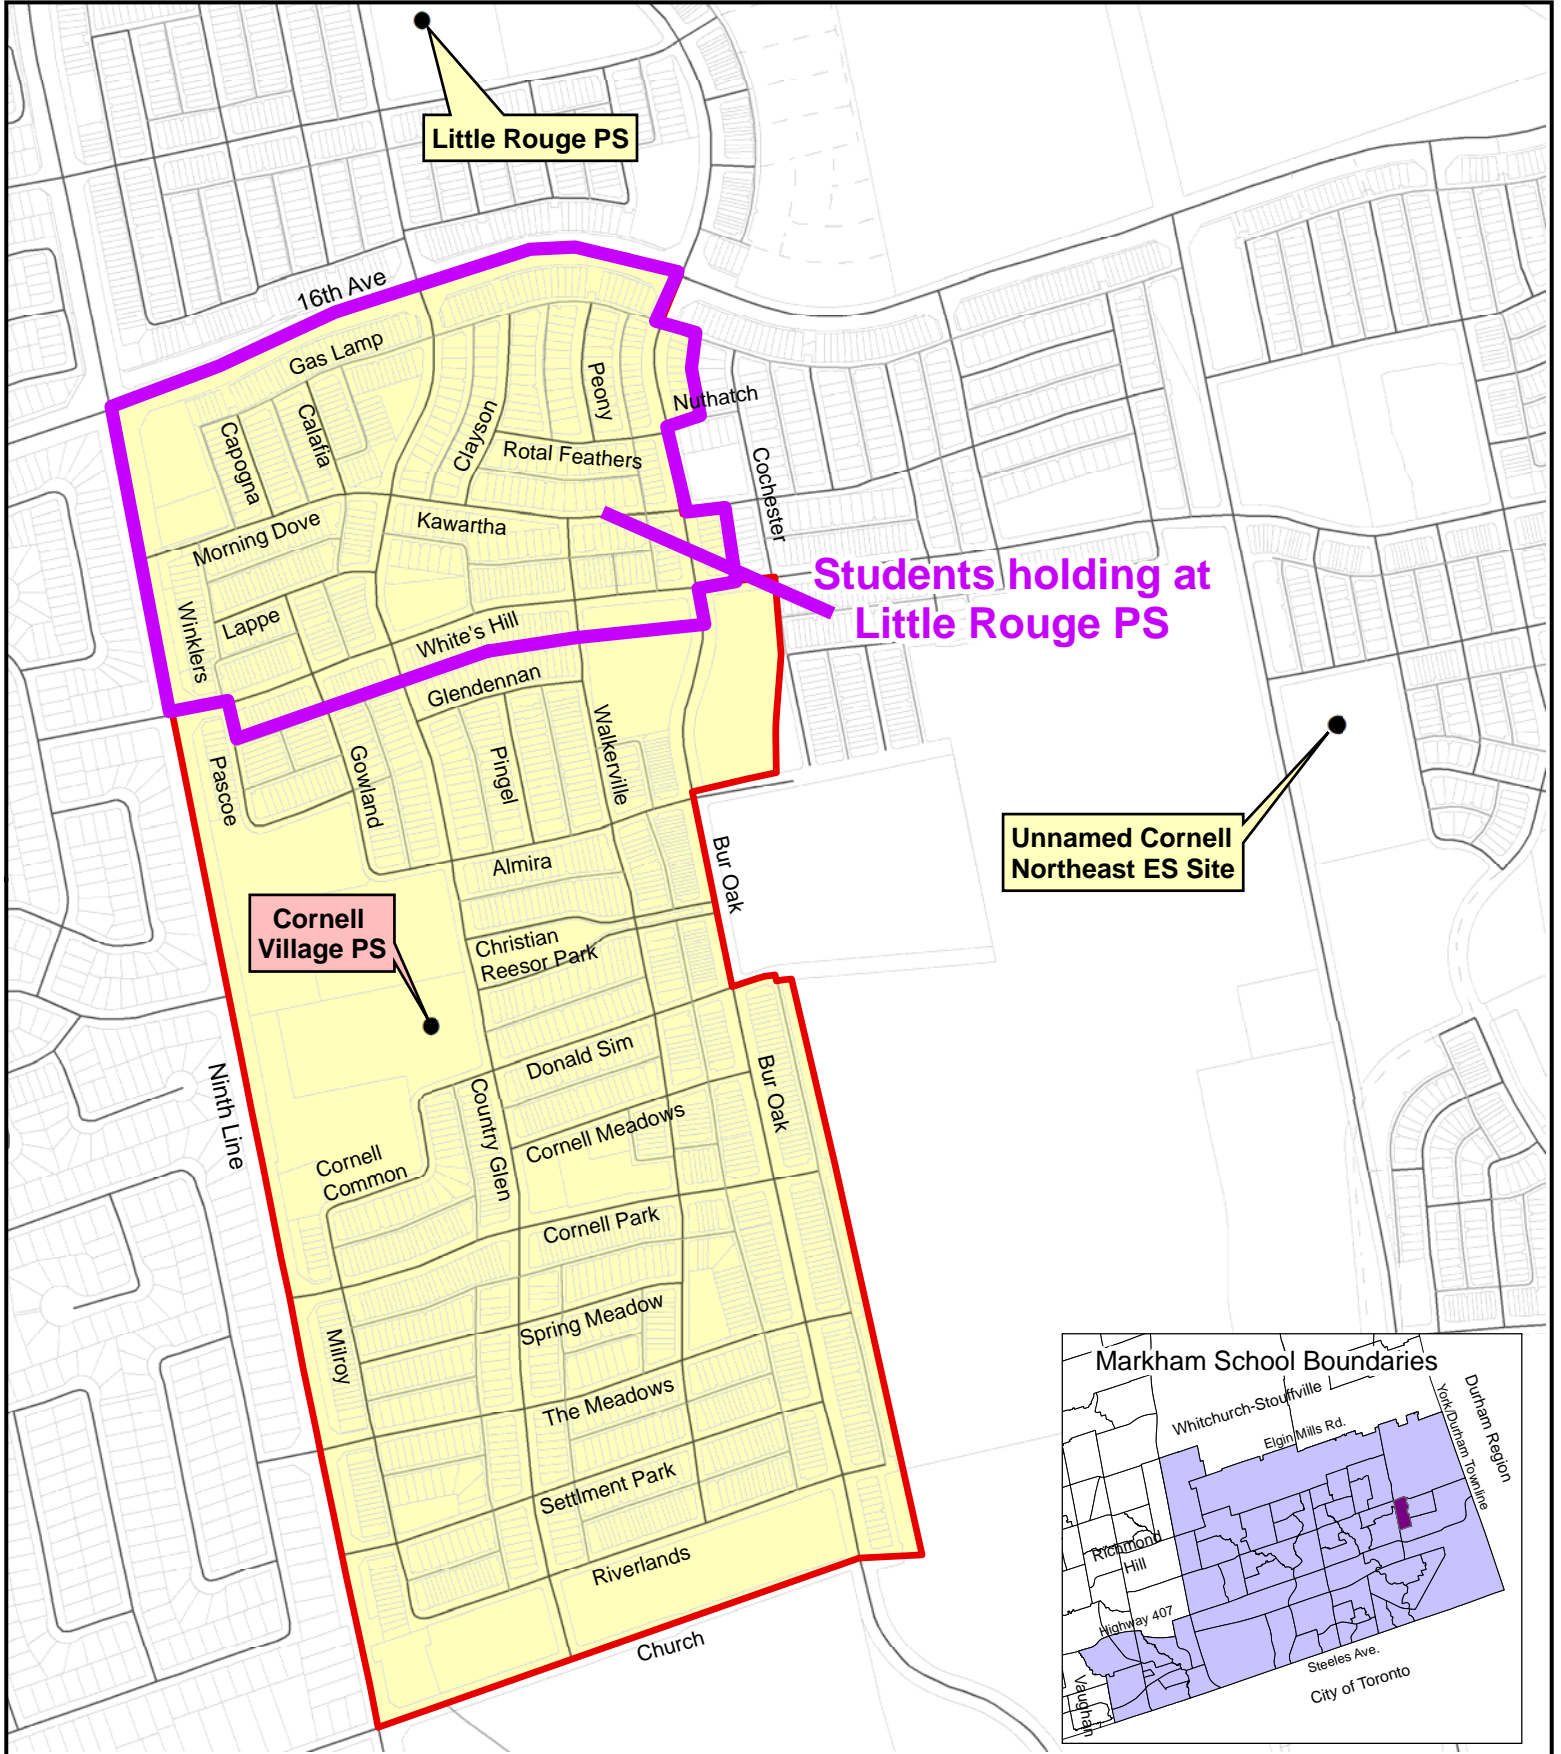 Little Rouge PS
16th Ave
Gas Lamp
Peony
Nuthatch
Calafia
Clayson
Capogna
Rotal Feathers
Cochester
Kawartha
Morning Dove
Students holding at
Little Rouge PS
Winklers
Lappe
White's Hill
Glendennan
Walkerville
Pascoe
Gowland
Pingel
Unnamed Cornell
Northeast ES Site
Almira
Bur Oak
Cornell
Village PS
Christian
Reesor Park
Donald Sim
Bur Oak
Ninth Line
Country Glen
Cornell Meadows
Cornell
Common
Cornell Park
Spring Meadow
Milroy
The Meadows
Settlment Park
Riverlands
Church
Markham School Boundaries
Whitchurch-Stouffville
Elgin Mills Rd.
York/Durham Townline
Durham Region
Richmond
Hill
Highway 407
Steeles Ave.
City of Toronto
Vaughan